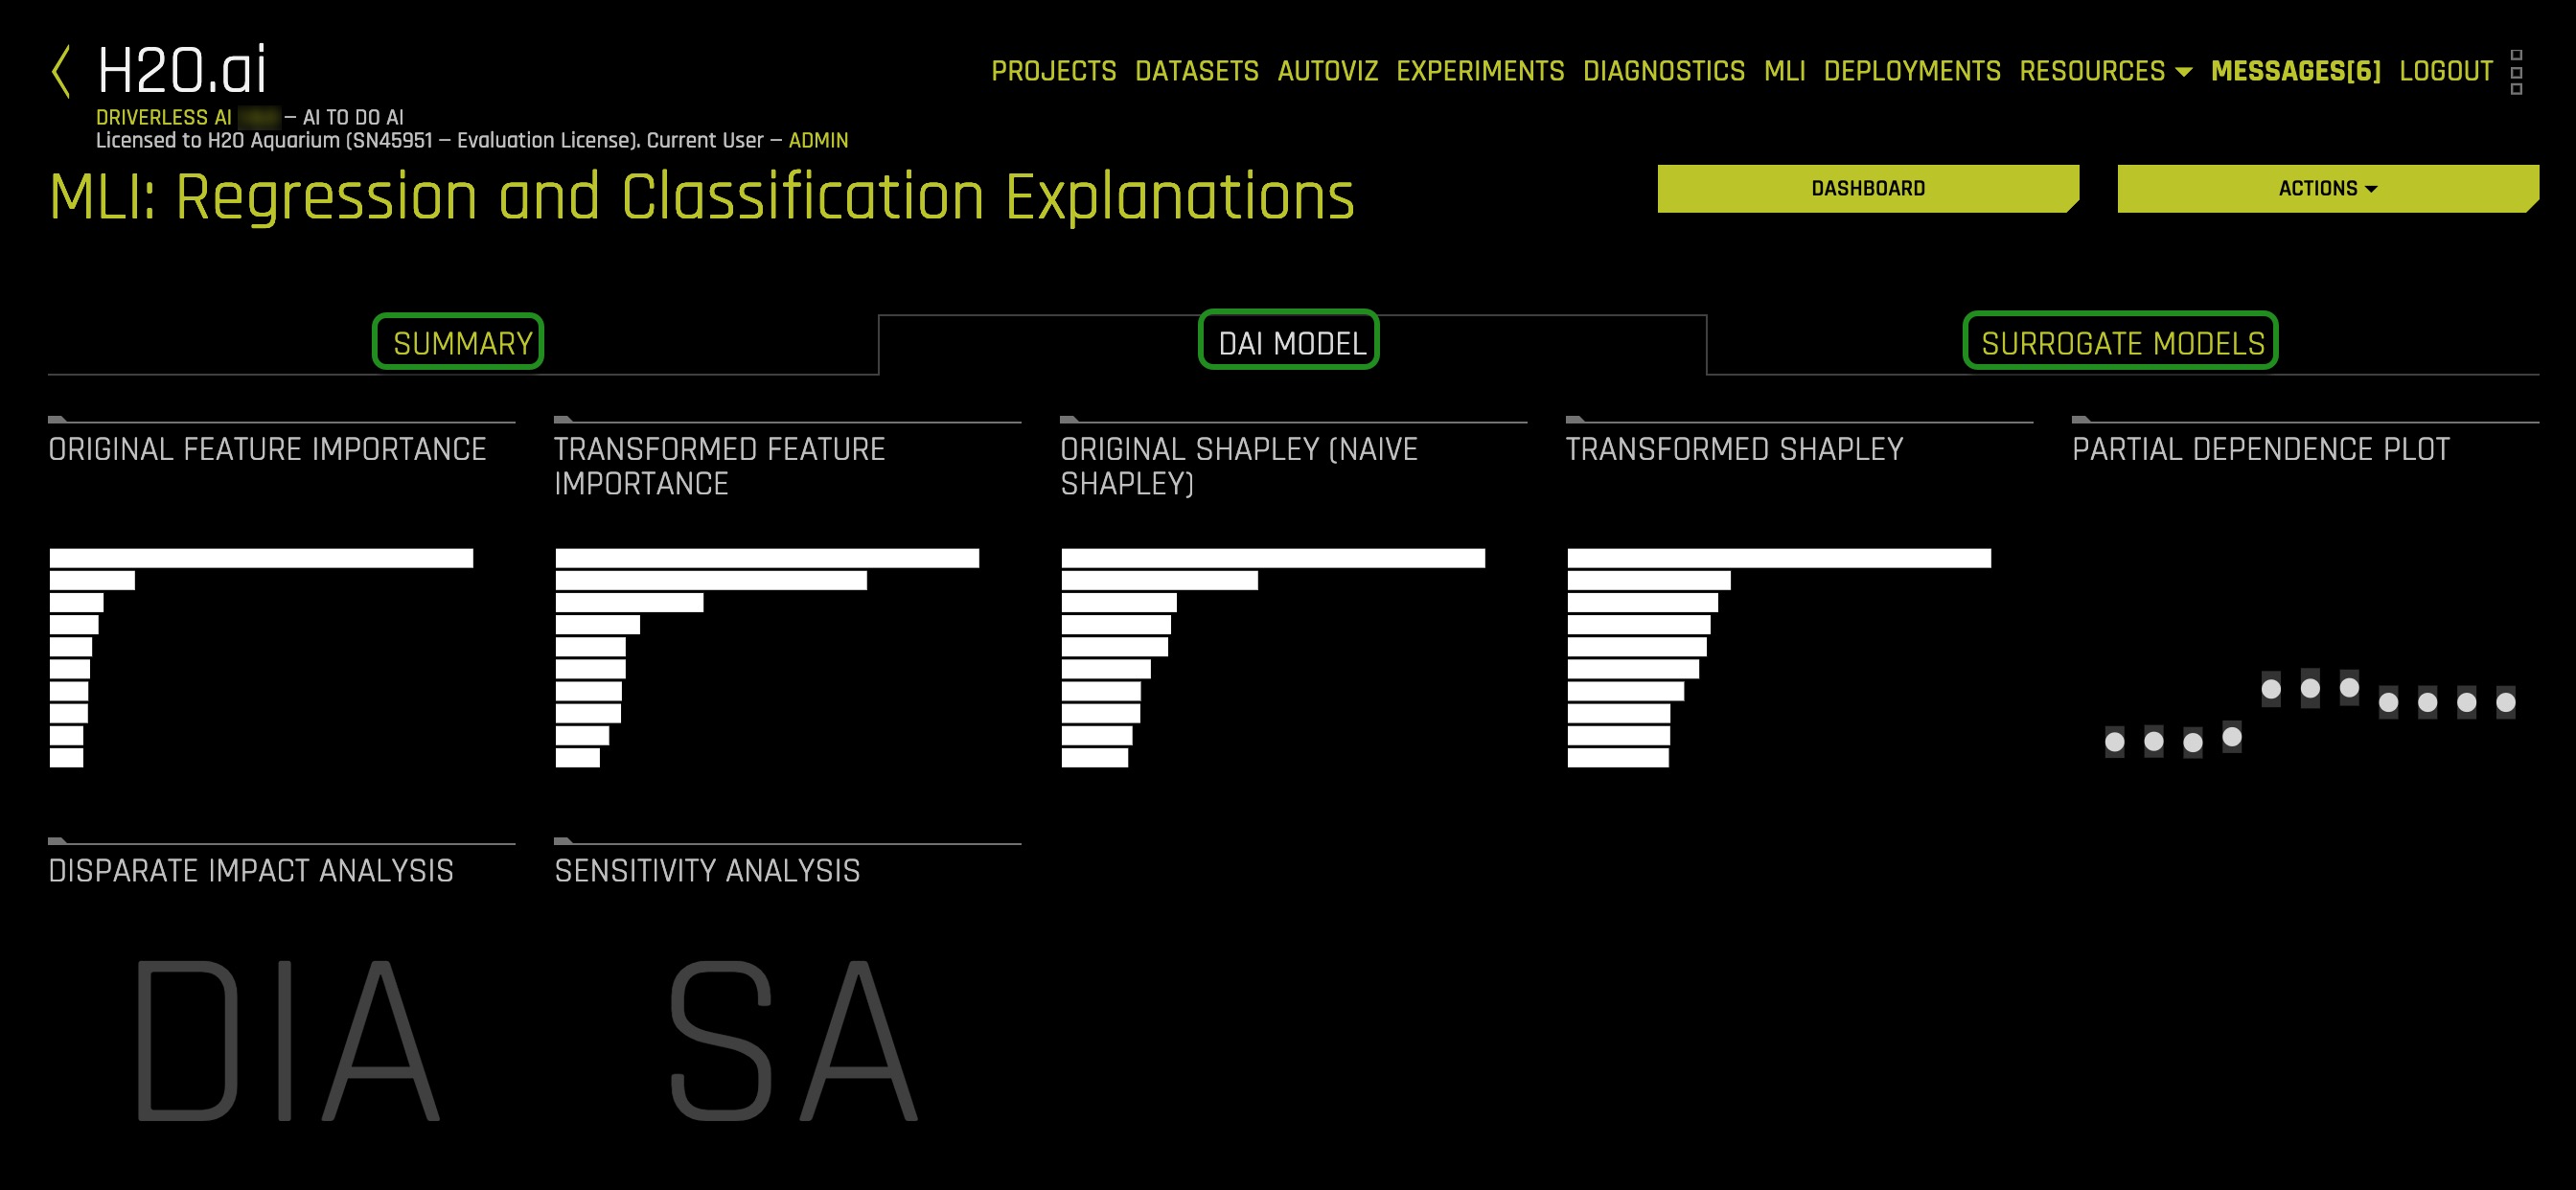 H2O.ai
PROJECTS DATASETS AUTOVIZ EXPERIMENTS DIAGNOSTICS MLI DEPLOYMENTS RESOURCES MESSAGES[6] LOGOUT
DRIVERLESS AI – AI TO DO AI
Licensed to H2O Aquarium (SN45951 – Evaluation License). Current User – ADMIN
MLI: Regression and Classification Explanations
DASHBOARD
ACTIONS
SUMMARY
DAI MODEL
SURROGATE MODELS
ORIGINAL FEATURE IMPORTANCE
TRANSFORMED FEATURE
IMPORTANCE
ORIGINAL SHAPLEY (NAIVE
SHAPLEY)
TRANSFORMED SHAPLEY
PARTIAL DEPENDENCE PLOT
DISPARATE IMPACT ANALYSIS
SENSITIVITY ANALYSIS
DIA
SA